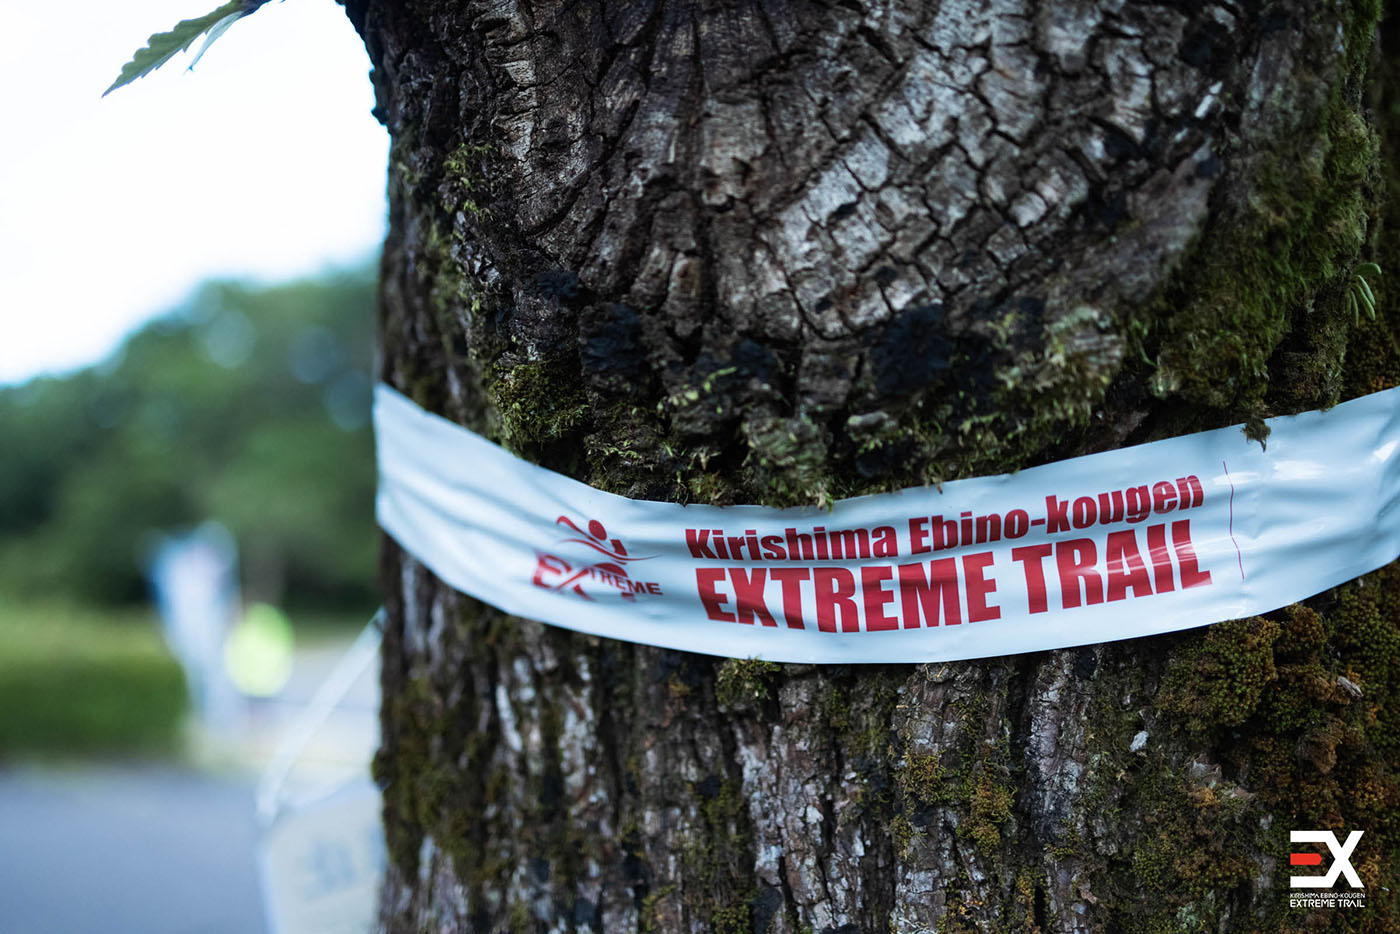 EXTREME
Kirishima Ebino-kougen
EXTREME TRAIL
EX
KIRISHIMA EBINO-KOUGEN
EXTREME TRAIL